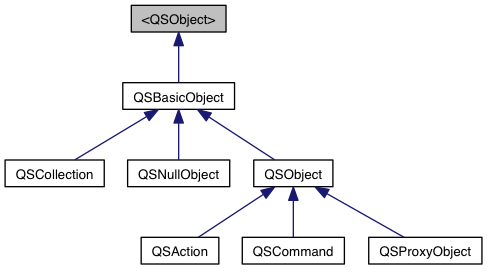 <QSObject>
QSBasicObject
QSCollection
QSNullObject
QSObject
QSAction
QSCommand
QSProxyObject